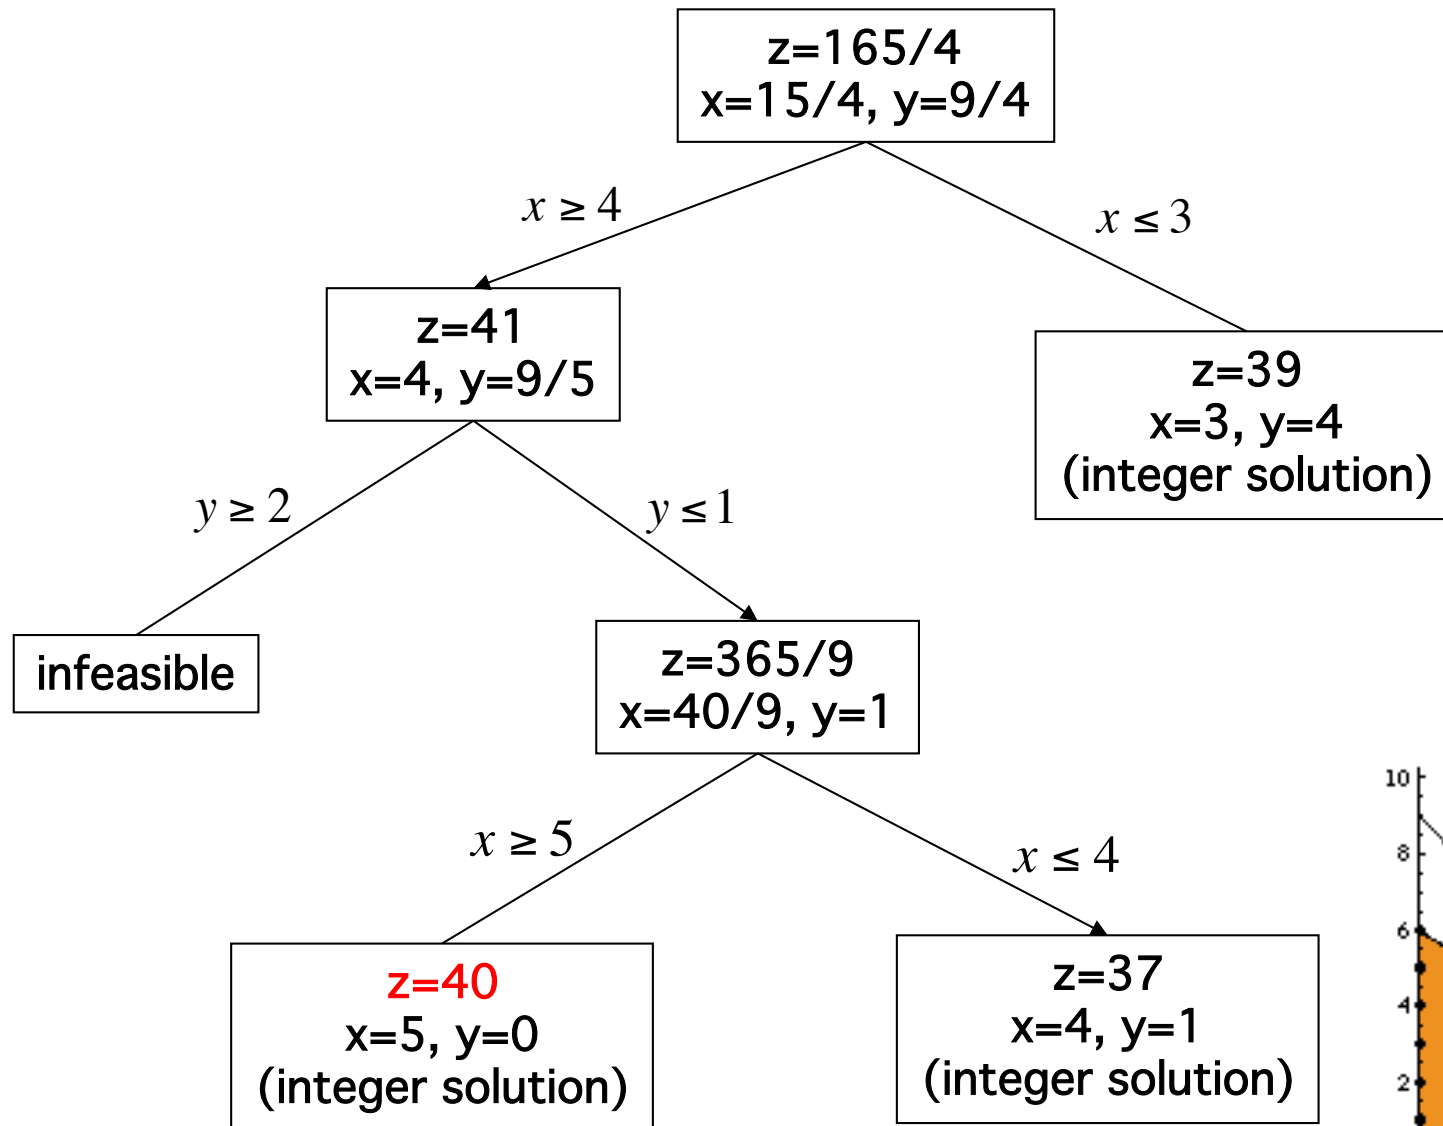 z=165/4
x=15/4, y=9/4
x ≥ 4
x ≤ 3
z=41
x=4, y=9/5
z=39
x=3, y=4
(integer solution)
y ≥ 2
y ≤ 1
infeasible
z=365/9
x=40/9, y=1
x ≥ 5
x ≤ 4
z=40
x=5, y=0
(integer solution)
z=37
x=4, y=1
(integer solution)
10
8
6
4
2